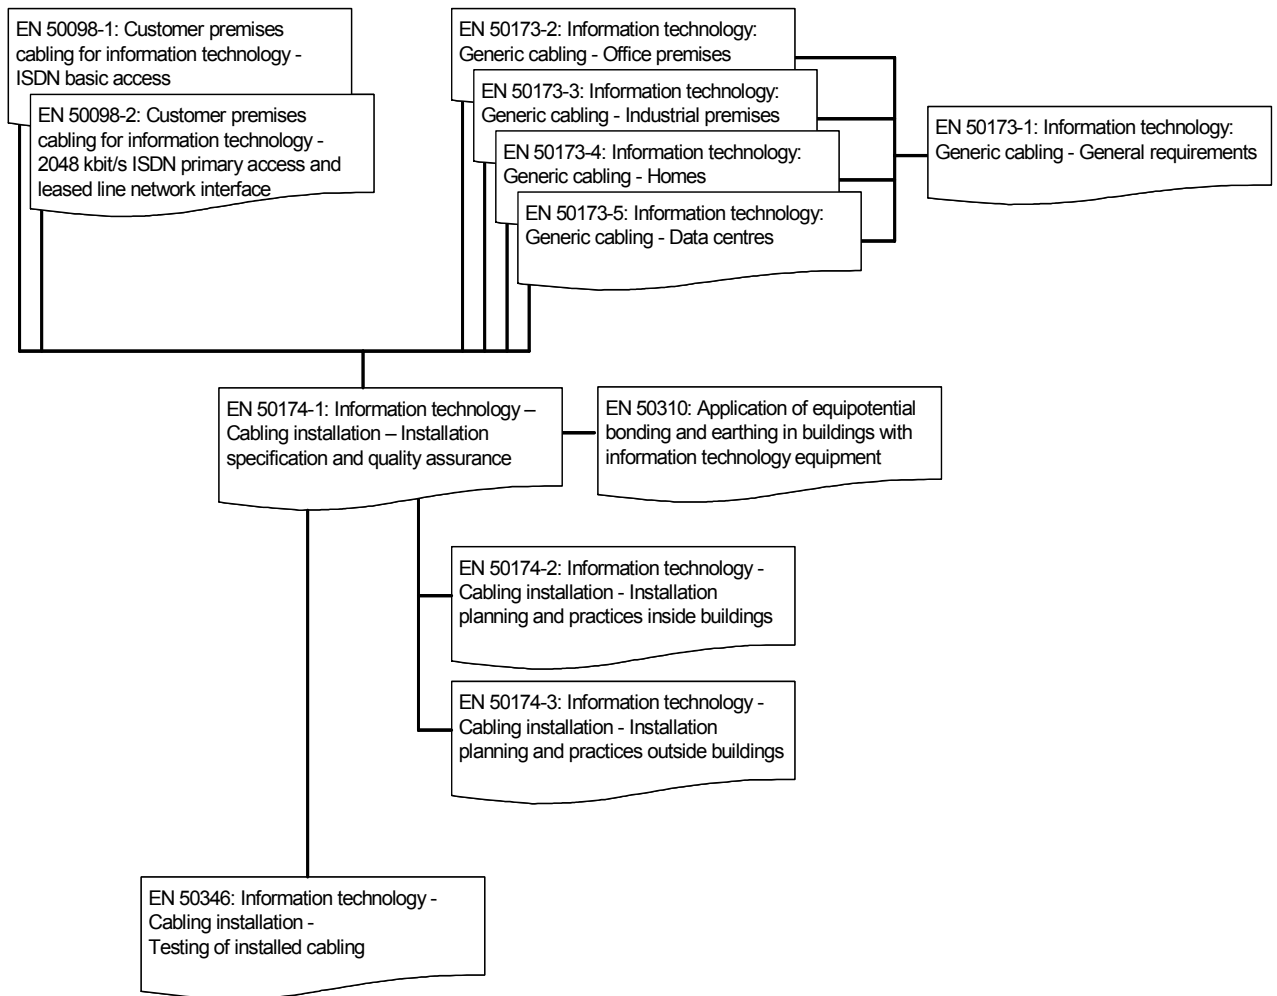 EN 50098-1: Customer premises
cabling for information technology -
ISDN basic access
EN 50098-2: Customer premises
cabling for information technology -
2048 kbit/s ISDN primary access and
leased line network interface
EN 50173-2: Information technology:
Generic cabling - Office premises
EN 50173-3: Information technology:
Generic cabling - Industrial premises
EN 50173-4: Information technology:
Generic cabling - Homes
EN 50173-5: Information technology:
Generic cabling - Data centres
EN 50173-1: Information technology:
Generic cabling - General requirements
EN 50174-1: Information technology –
Cabling installation – Installation
specification and quality assurance
EN 50310: Application of equipotential
bonding and earthing in buildings with
information technology equipment
EN 50174-2: Information technology -
Cabling installation - Installation
planning and practices inside buildings
EN 50174-3: Information technology -
Cabling installation - Installation
planning and practices outside buildings
EN 50346: Information technology -
Cabling installation -
Testing of installed cabling